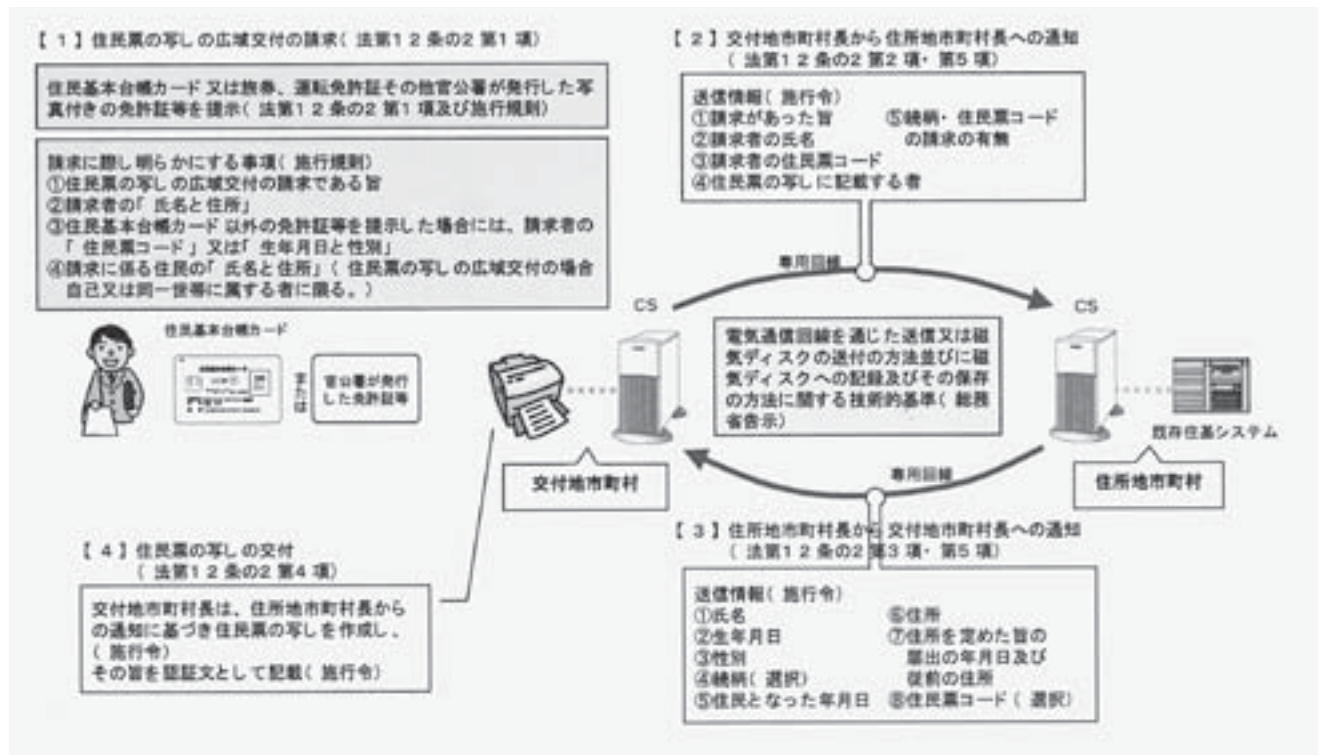 【1】住民票の写しの広域交付の請求(法第12条の2第1項)
住民基本台帳カード又は旅券、運転免許証その他官公署が発行した写
真付きの免許証等を提示(法第12条の2第1項及び施行規則)
請求に際し明らかにする事項(施行規則)
①住民票の写しの広域交付の請求である旨
②請求者の「氏名と住所」
③住民基本台帳カード以外の免許証等を提示した場合には、請求者の
「住民票コード」又は「生年月日と性別」
④請求に係る住民の「氏名と住所」(住民票の写しの広域交付の場合
自己又は同一世帯に属する者に限る。)
【2】交付地市町村長から住所地市町村長への通知
(法第12条の2第2項・第5項)
送信情報(施行令)
①請求があった旨
②請求者の氏名
③請求者の住民票コード
④住民票の写しに記載する者
⑤続柄・住民票コード
の請求の有無
専用回線
CS
CS
住民基本台帳カード
または
官公署が発行
した免許証等
電気通信回線を通じた送信又は磁
気ディスクの送付の方法並びに磁
気ディスクへの記録及びその保存
の方法に関する技術的基準(総務
省告示)
既存住基システム
交付地市町村
専用回線
住所地市町村
【3】住所地市町村長から交付地市町村長への通知
(法第12条の2第3項・第5項)
送信情報(施行令)
①氏名
②生年月日
③性別
④続柄(選択)
⑤住民となった年月日
⑥住所
⑦住所を定めた旨の
届出の年月日及び
従前の住所
⑧住民票コード(選択)
【4】住民票の写しの交付
(法第12条の2第4項)
交付地市町村長は、住所地市町村長から
の通知に基づき住民票の写しを作成し、
(施行令)
その旨を認証文として記載(施行令)